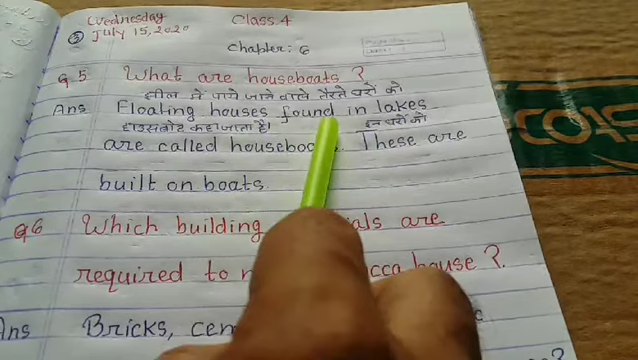 Wednesday
③ July 15, 2020
Class. 4
Chapter: 6
Q 5 What are houseboats ?
झील में पाये जाने वाले तैरते घरों को
Ans Floating houses found in lakes
हाउसबोट कहा जाता है। इन घरों को
are called houseboa These are
built on boats
Q6 Which building als are
required to cca house ?
Ans Bricks, cem
COAS